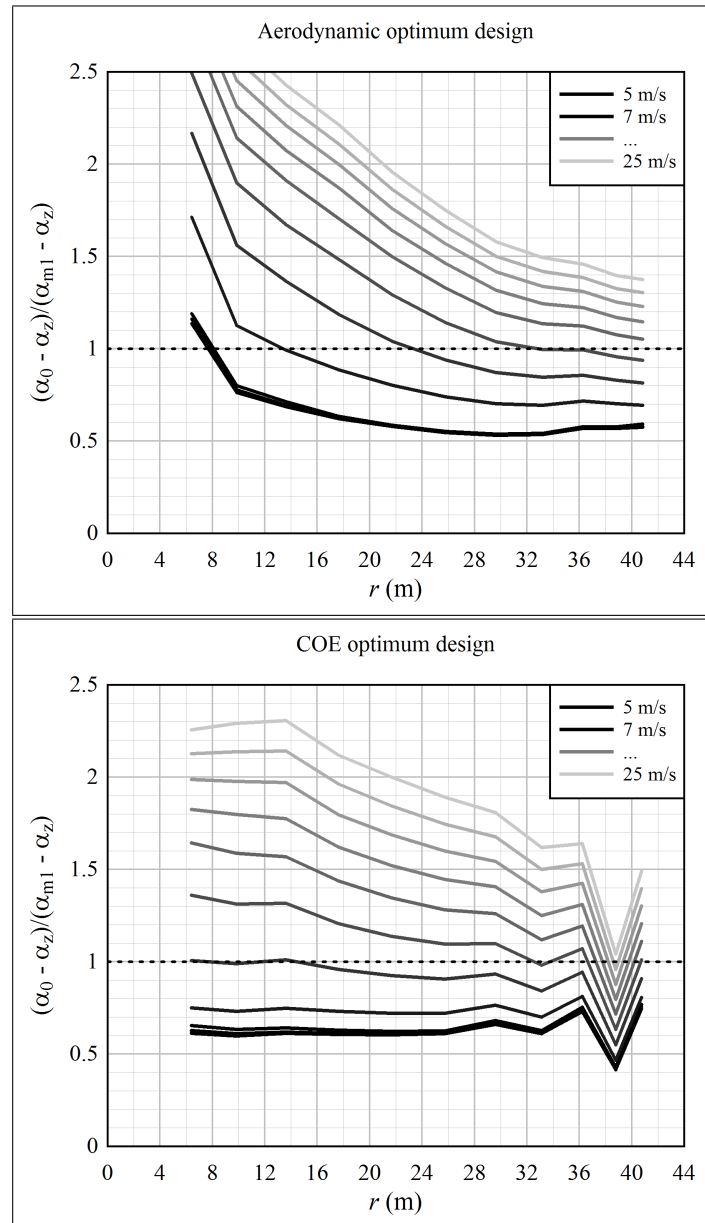 Aerodynamic optimum design
2.5
2
1.5
1
0.5
0
(α0 - αz)/(αm1 - αz)
5 m/s
7 m/s
...
25 m/s
0 4 8 12 16 20 24 28 32 36 40 44
r (m)
COE optimum design
2.5
2
1.5
1
0.5
0
(α0 - αz)/(αm1 - αz)
5 m/s
7 m/s
...
25 m/s
0 4 8 12 16 20 24 28 32 36 40 44
r (m)